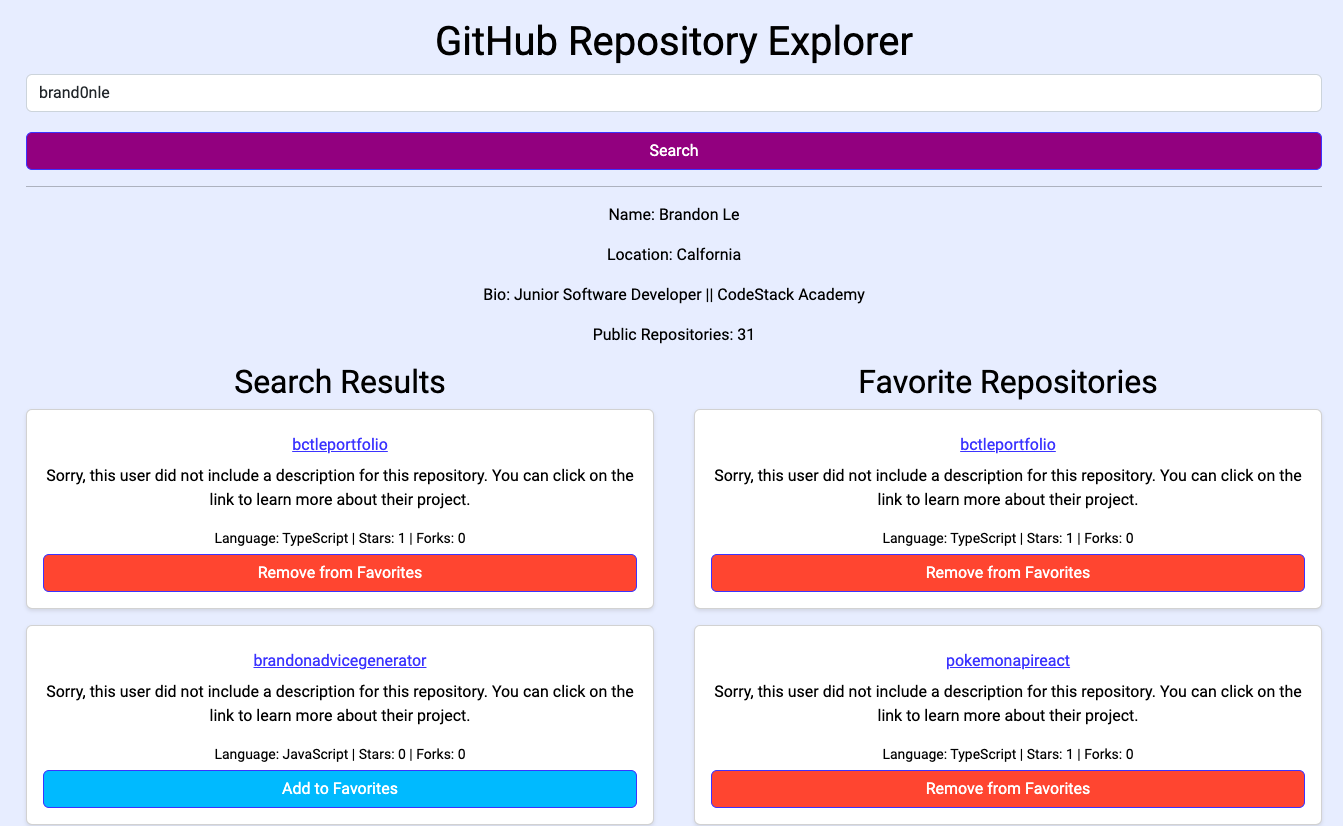 GitHub Repository Explorer
brand0nle
Search
Name: Brandon Le
Location: Calfornia
Bio: Junior Software Developer || CodeStack Academy
Public Repositories: 31
Search Results
bctleportfolio
Sorry, this user did not include a description for this repository. You can click on the
link to learn more about their project.
Language: TypeScript | Stars: 1 | Forks: 0
Remove from Favorites
brandonadvicegenerator
Sorry, this user did not include a description for this repository. You can click on the
link to learn more about their project.
Language: JavaScript | Stars: 0 | Forks: 0
Add to Favorites
Favorite Repositories
bctleportfolio
Sorry, this user did not include a description for this repository. You can click on the
link to learn more about their project.
Language: TypeScript | Stars: 1 | Forks: 0
Remove from Favorites
pokemonapireact
Sorry, this user did not include a description for this repository. You can click on the
link to learn more about their project.
Language: TypeScript | Stars: 1 | Forks: 0
Remove from Favorites